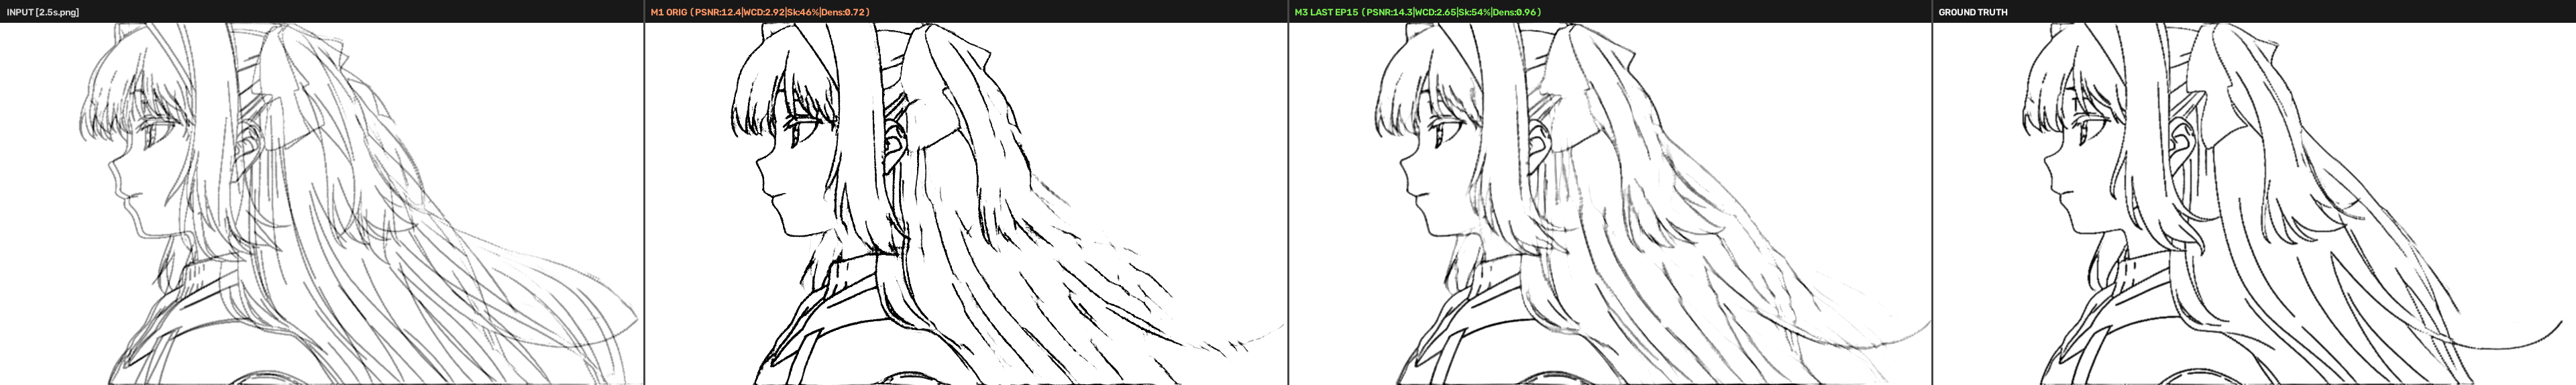 INPUT [2.5s.png]
M1 ORIG (PSNR:12.4|WCD:2.92|Sk:46%|Dens:0.72)
M3 LAST EP15 (PSNR:14.3|WCD:2.65|Sk:54%|Dens:0.96)
GROUND TRUTH